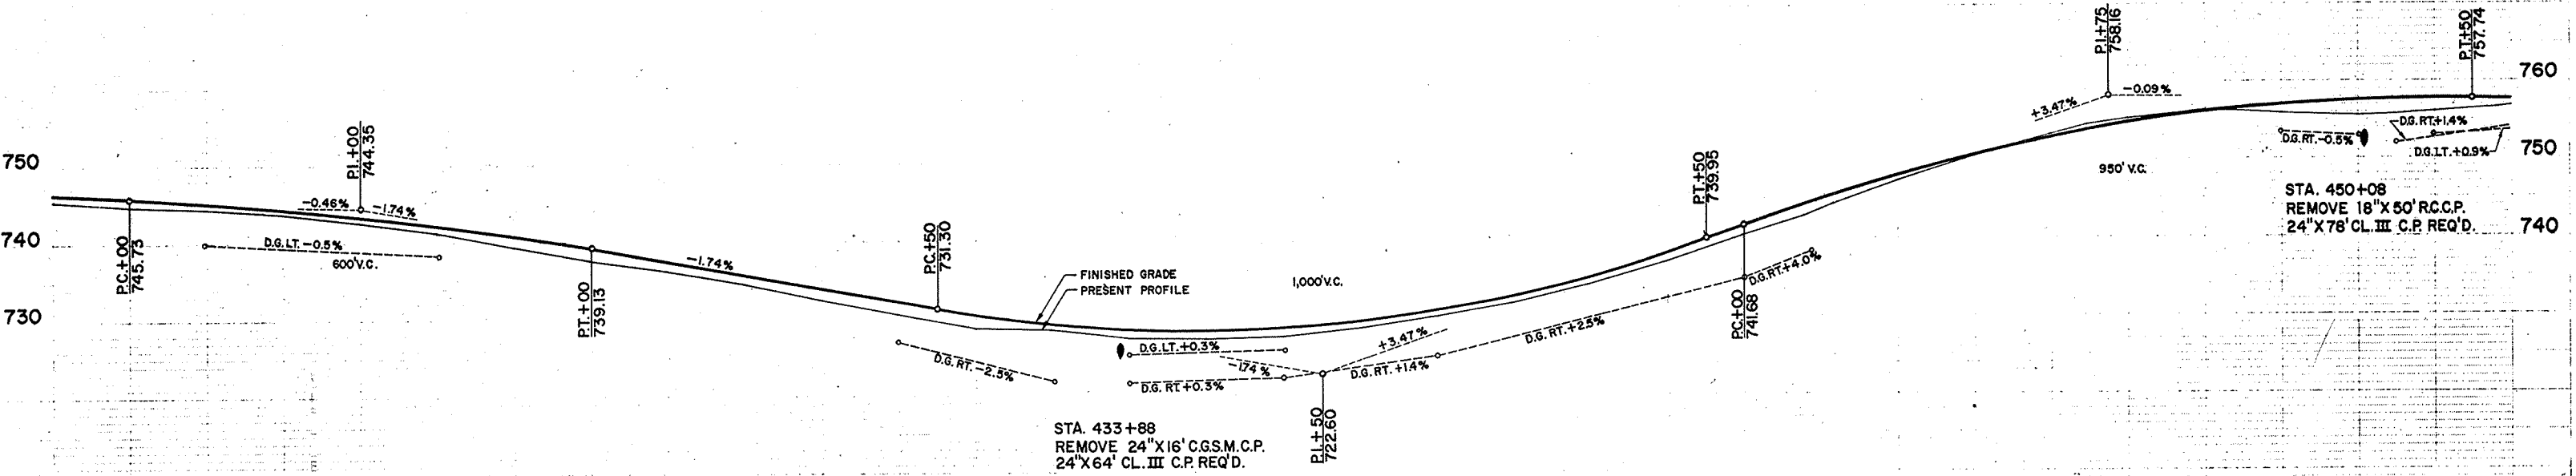 P.I.+75
758.16
P.T.+50
757.74
760
+3.47%
-0.09%
P.I.+00
744.35
D.G.RT.+1.4%
D.G.RT.-0.5%
D.G.LT.+0.9%
750
750
P.T.+50
739.95
950' V.C.
STA. 450+08
REMOVE 18"X50' R.C.C.P.
24"X78' CL.III C.P. REQ'D.
-0.46%
-1.74%
740
740
P.C.+00
745.73
D.G.LT. -0.5%
600' V.C.
-1.74%
P.C.+50
731.30
FINISHED GRADE
PRESENT PROFILE
1,000' V.C.
D.G.RT.+4.0%
730
P.T.+00
739.13
P.C.+00
741.68
D.G.RT. -2.5%
D.G.LT.+0.3%
-1.74%
+3.47%
D.G.RT. +2.5%
D.G. RT.+0.3%
D.G. RT. +1.4%
P.I.+50
722.60
STA. 433+88
REMOVE 24"X16' C.G.S.M.C.P.
24"X64' CL.III C.P. REQ'D.